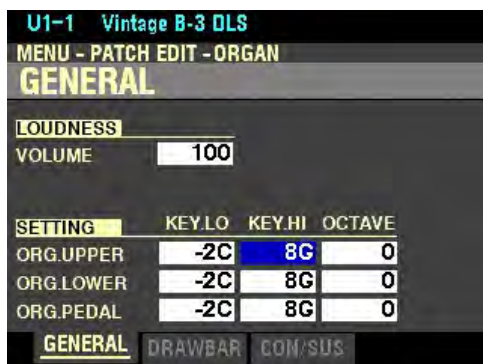 U1-1 Vintage B-3 DLS
MENU - PATCH EDIT - ORGAN
GENERAL
LOUDNESS
VOLUME 100
SETTING KEY.LO KEY.HI OCTAVE
ORG.UPPER -2C 8G 0
ORG.LOWER -2C 8G 0
ORG.PEDAL -2C 8G 0
GENERAL DRAWBAR CON/SUS